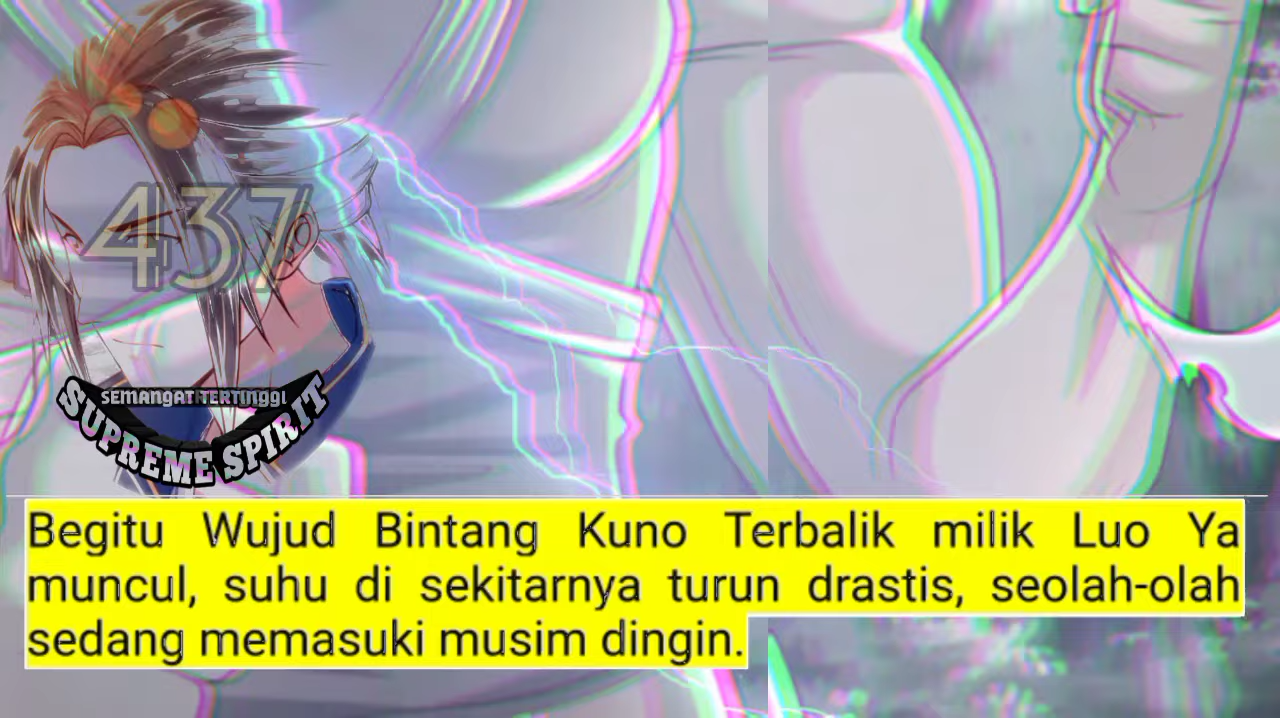 437
SEMANGAT TERTINGGI
SUPREME SPIRIT
Begitu Wujud Bintang Kuno Terbalik milik Luo Ya
muncul, suhu di sekitarnya turun drastis, seolah-olah
sedang memasuki musim dingin.